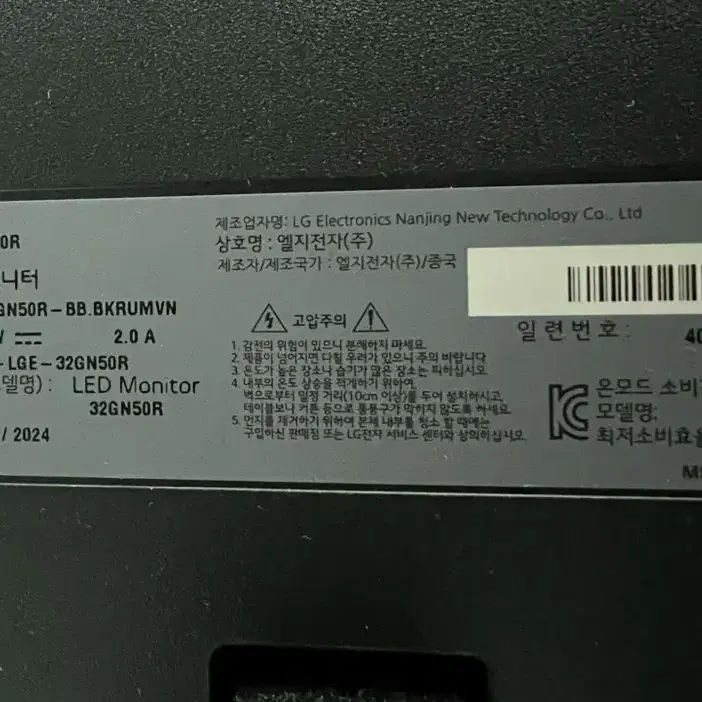 0R
니터
GN50R-BB.BKRUMVN
V 2.0 A
-LGE-32GN50R
델명): LED Monitor
32GN50R
/ 2024
제조업자명: LG Electronics Nanjing New Technology Co., Ltd
상호명 : 엘지전자(주)
제조자/제조국가 : 엘지전자(주)/중국
고압주의
1. 감전의 위험이 있으니 분해하지 마세요.
2. 제품이 넘어지면 다칠 우려가 있으니 주의 바랍니다
3. 온도가 높은 장소나 습기가 많은 장소는 피하십시오.
4. 내부의 온도 상승을 적게하기 위하여,
벽으로부터 일정 거리(10cm 이상)를 두어 설치하시고,
테이블보나 커튼 등으로 통풍구가 막히지 않도록 하세요.
5. 먼지를 제거하기 위하여 본체 내부를 청소 할 때에는
구입하신 판매점 또는 LG전자 서비스 센터와 상의하십시오.
일련번호: 40
온모드 소비
모델명:
최저소비효율
M